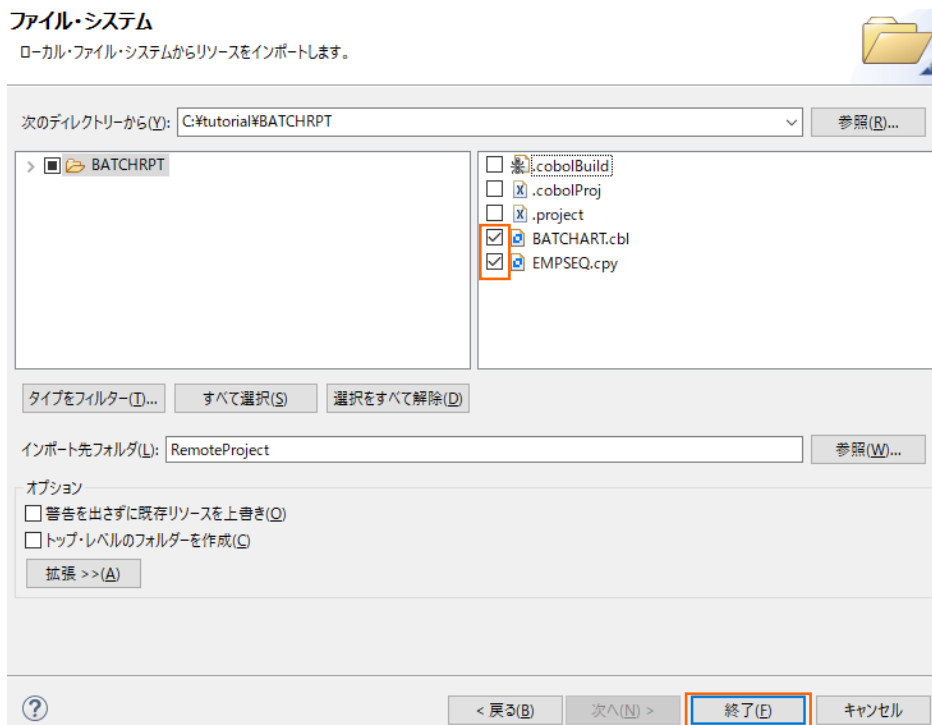 ファイル・システム
ローカル・ファイル・システムからリソースをインポートします。
次のディレクトリーから(Y): C:¥tutorial¥BATCHRPT 参照(R)...
BATCHRPT
.cobolBuild
.cobolProj
.project
BATCHART.cbl
EMPSEQ.cpy
タイプをフィルター(T)... すべて選択(S) 選択をすべて解除(D)
インポート先フォルダ(L): RemoteProject 参照(W)...
オプション
警告を出さずに既存リソースを上書き(O)
トップ・レベルのフォルダーを作成(C)
拡張 >>(A)
< 戻る(B) 次へ(N) > 終了(F) キャンセル